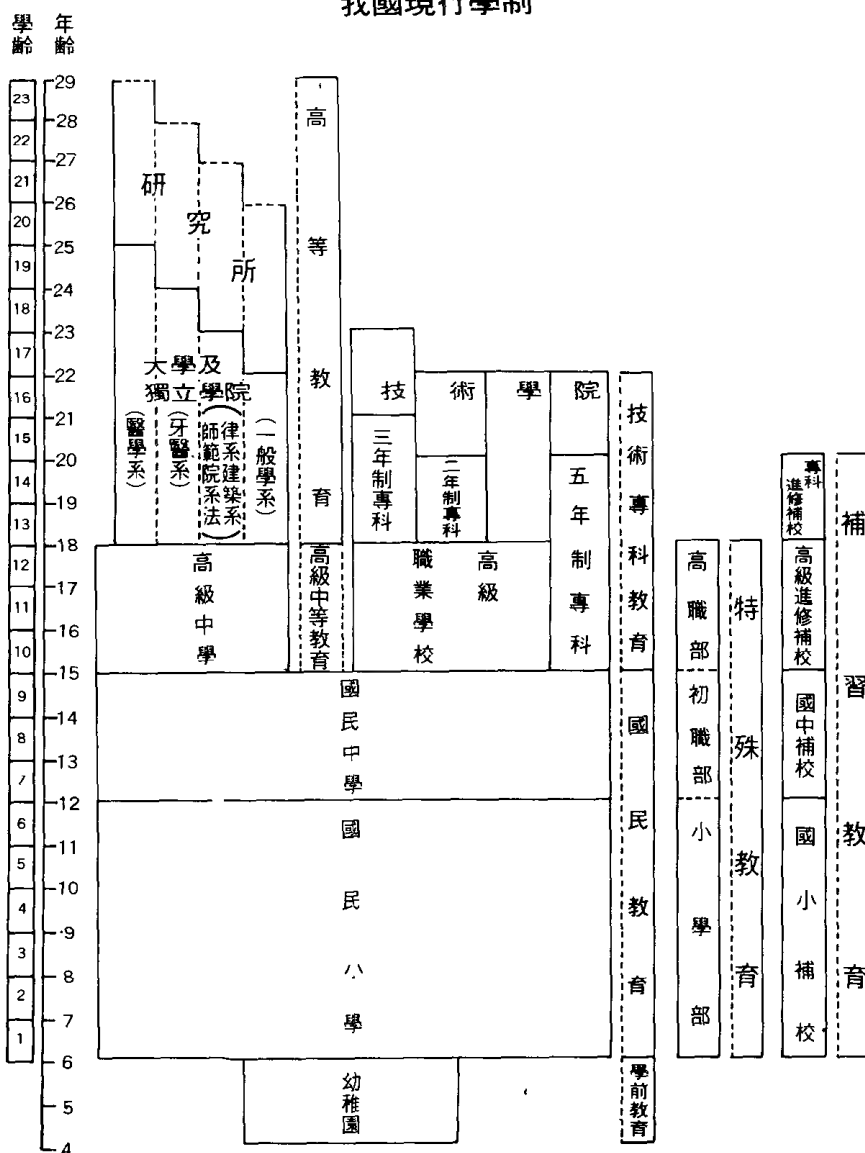 我國現行學制
學齡
年齡
23
22
21
20
19
18
17
16
15
14
13
12
11
10
9
8
7
6
5
4
3
2
1
29
28
27
26
25
24
23
22
21
20
19
18
17
16
15
14
13
12
11
10
9
8
7
6
5
4
研究所
大學及
獨立學院
(醫學系)
(牙醫系)
(師範院系法
律系建築系)
(一般學系)
高等教育
技術學院
三年制專科
二年制專科
五年制專科
技術專科教育
高級中學
高級中等教育
高級
職業學校
國民中學
國民小學
國民教育
幼稚園
學前教育
高職部
初職部
小學部
特殊教育
專科
進修補校
高級進修補校
國中補校
國小補校
補習教育